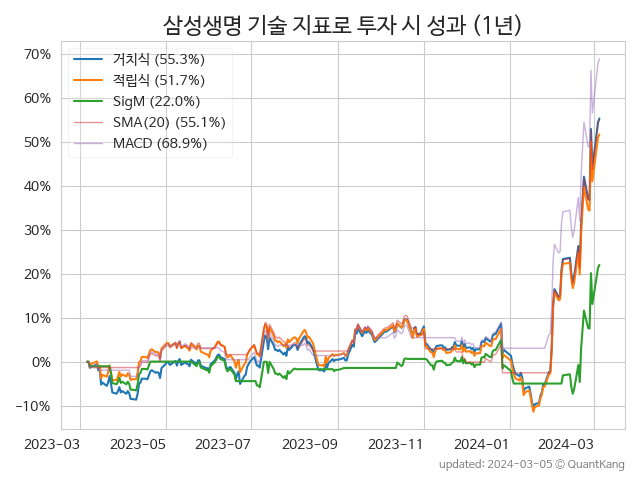 삼성생명 기술 지표로 투자 시 성과 (1년)
70%
60%
50%
40%
30%
20%
10%
0%
−10%
거치식 (55.3%)
적립식 (51.7%)
SigM (22.0%)
SMA(20) (55.1%)
MACD (68.9%)
2023−03 2023−05 2023−07 2023−09 2023−11 2024−01 2024−03
updated: 2024-03-05 © QuantKang